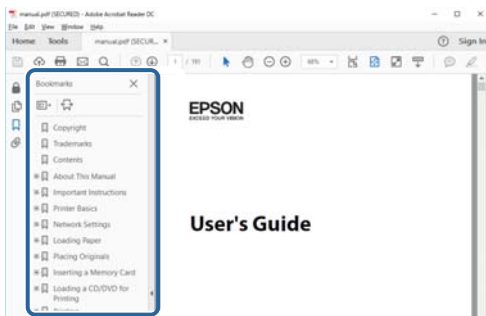 manual.pdf (SECURED) - Adobe Acrobat Reader DC
File Edit View Window Help
Home Tools manual.pdf (SECUR... × Sign In
1 / 191
Bookmarks
Copyright
Trademarks
Contents
About This Manual
Important Instructions
Printer Basics
Network Settings
Loading Paper
Placing Originals
Inserting a Memory Card
Loading a CD/DVD for
Printing
EPSON
EXCEED YOUR VISION
User's Guide